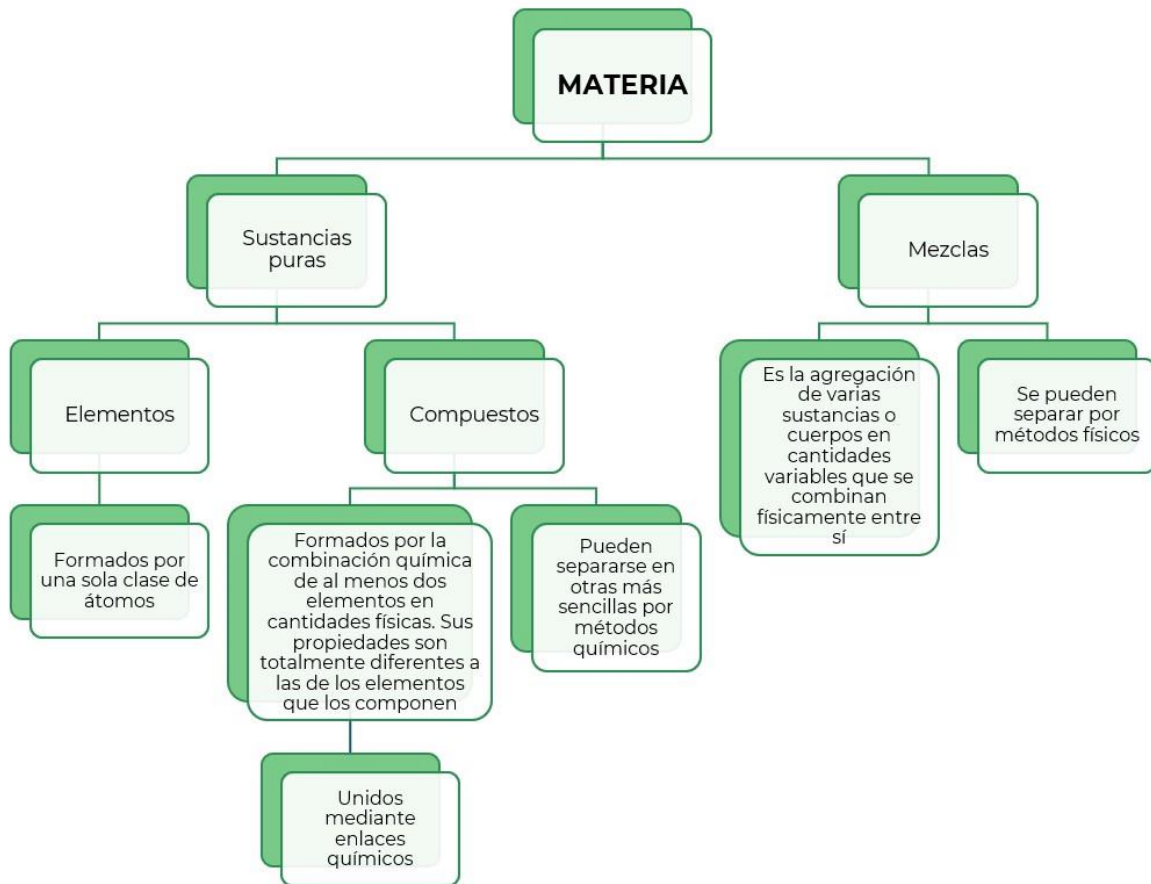 MATERIA
Sustancias
puras
Mezclas
Elementos
Compuestos
Es la agregación
de varias
sustancias o
cuerpos en
cantidades
variables que se
combinan
físicamente entre
sí
Se pueden
separar por
métodos físicos
Formados por
una sola clase de
átomos
Formados por la
combinación química
de al menos dos
elementos en
cantidades físicas. Sus
propiedades son
totalmente diferentes a
las de los elementos
que los componen
Pueden
separarse en
otras más
sencillas por
métodos
químicos
Unidos
mediante
enlaces
químicos